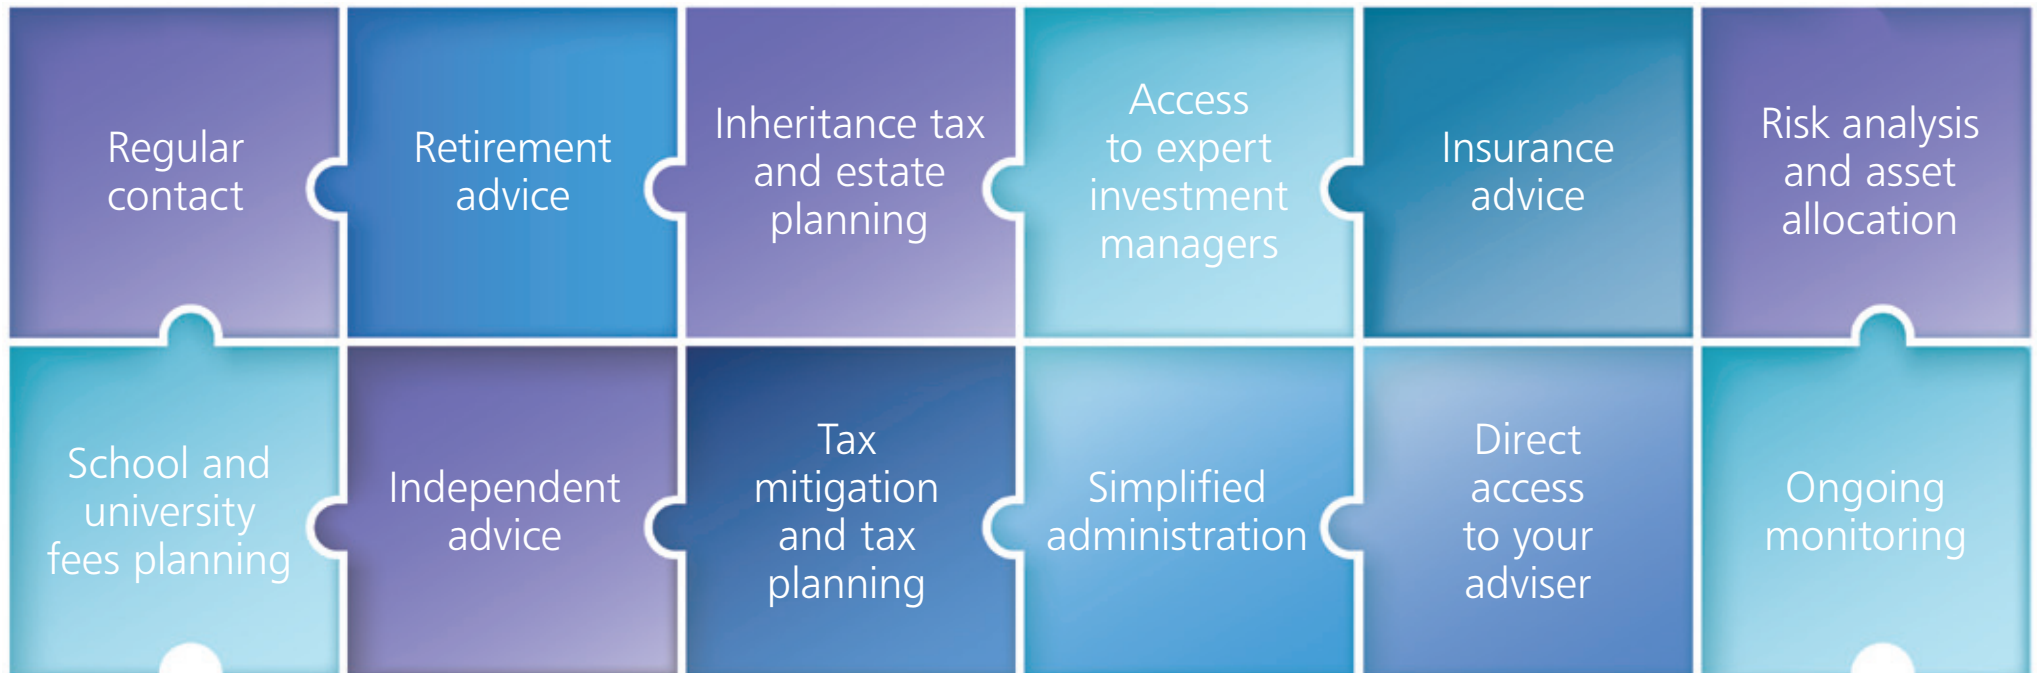 Regular
contact
Retirement
advice
Inheritance tax
and estate
planning
Access
to expert
investment
managers
Insurance
advice
Risk analysis
and asset
allocation
School and
university
fees planning
Independent
advice
Tax
mitigation
and tax
planning
Simplified
administration
Direct
access
to your
adviser
Ongoing
monitoring